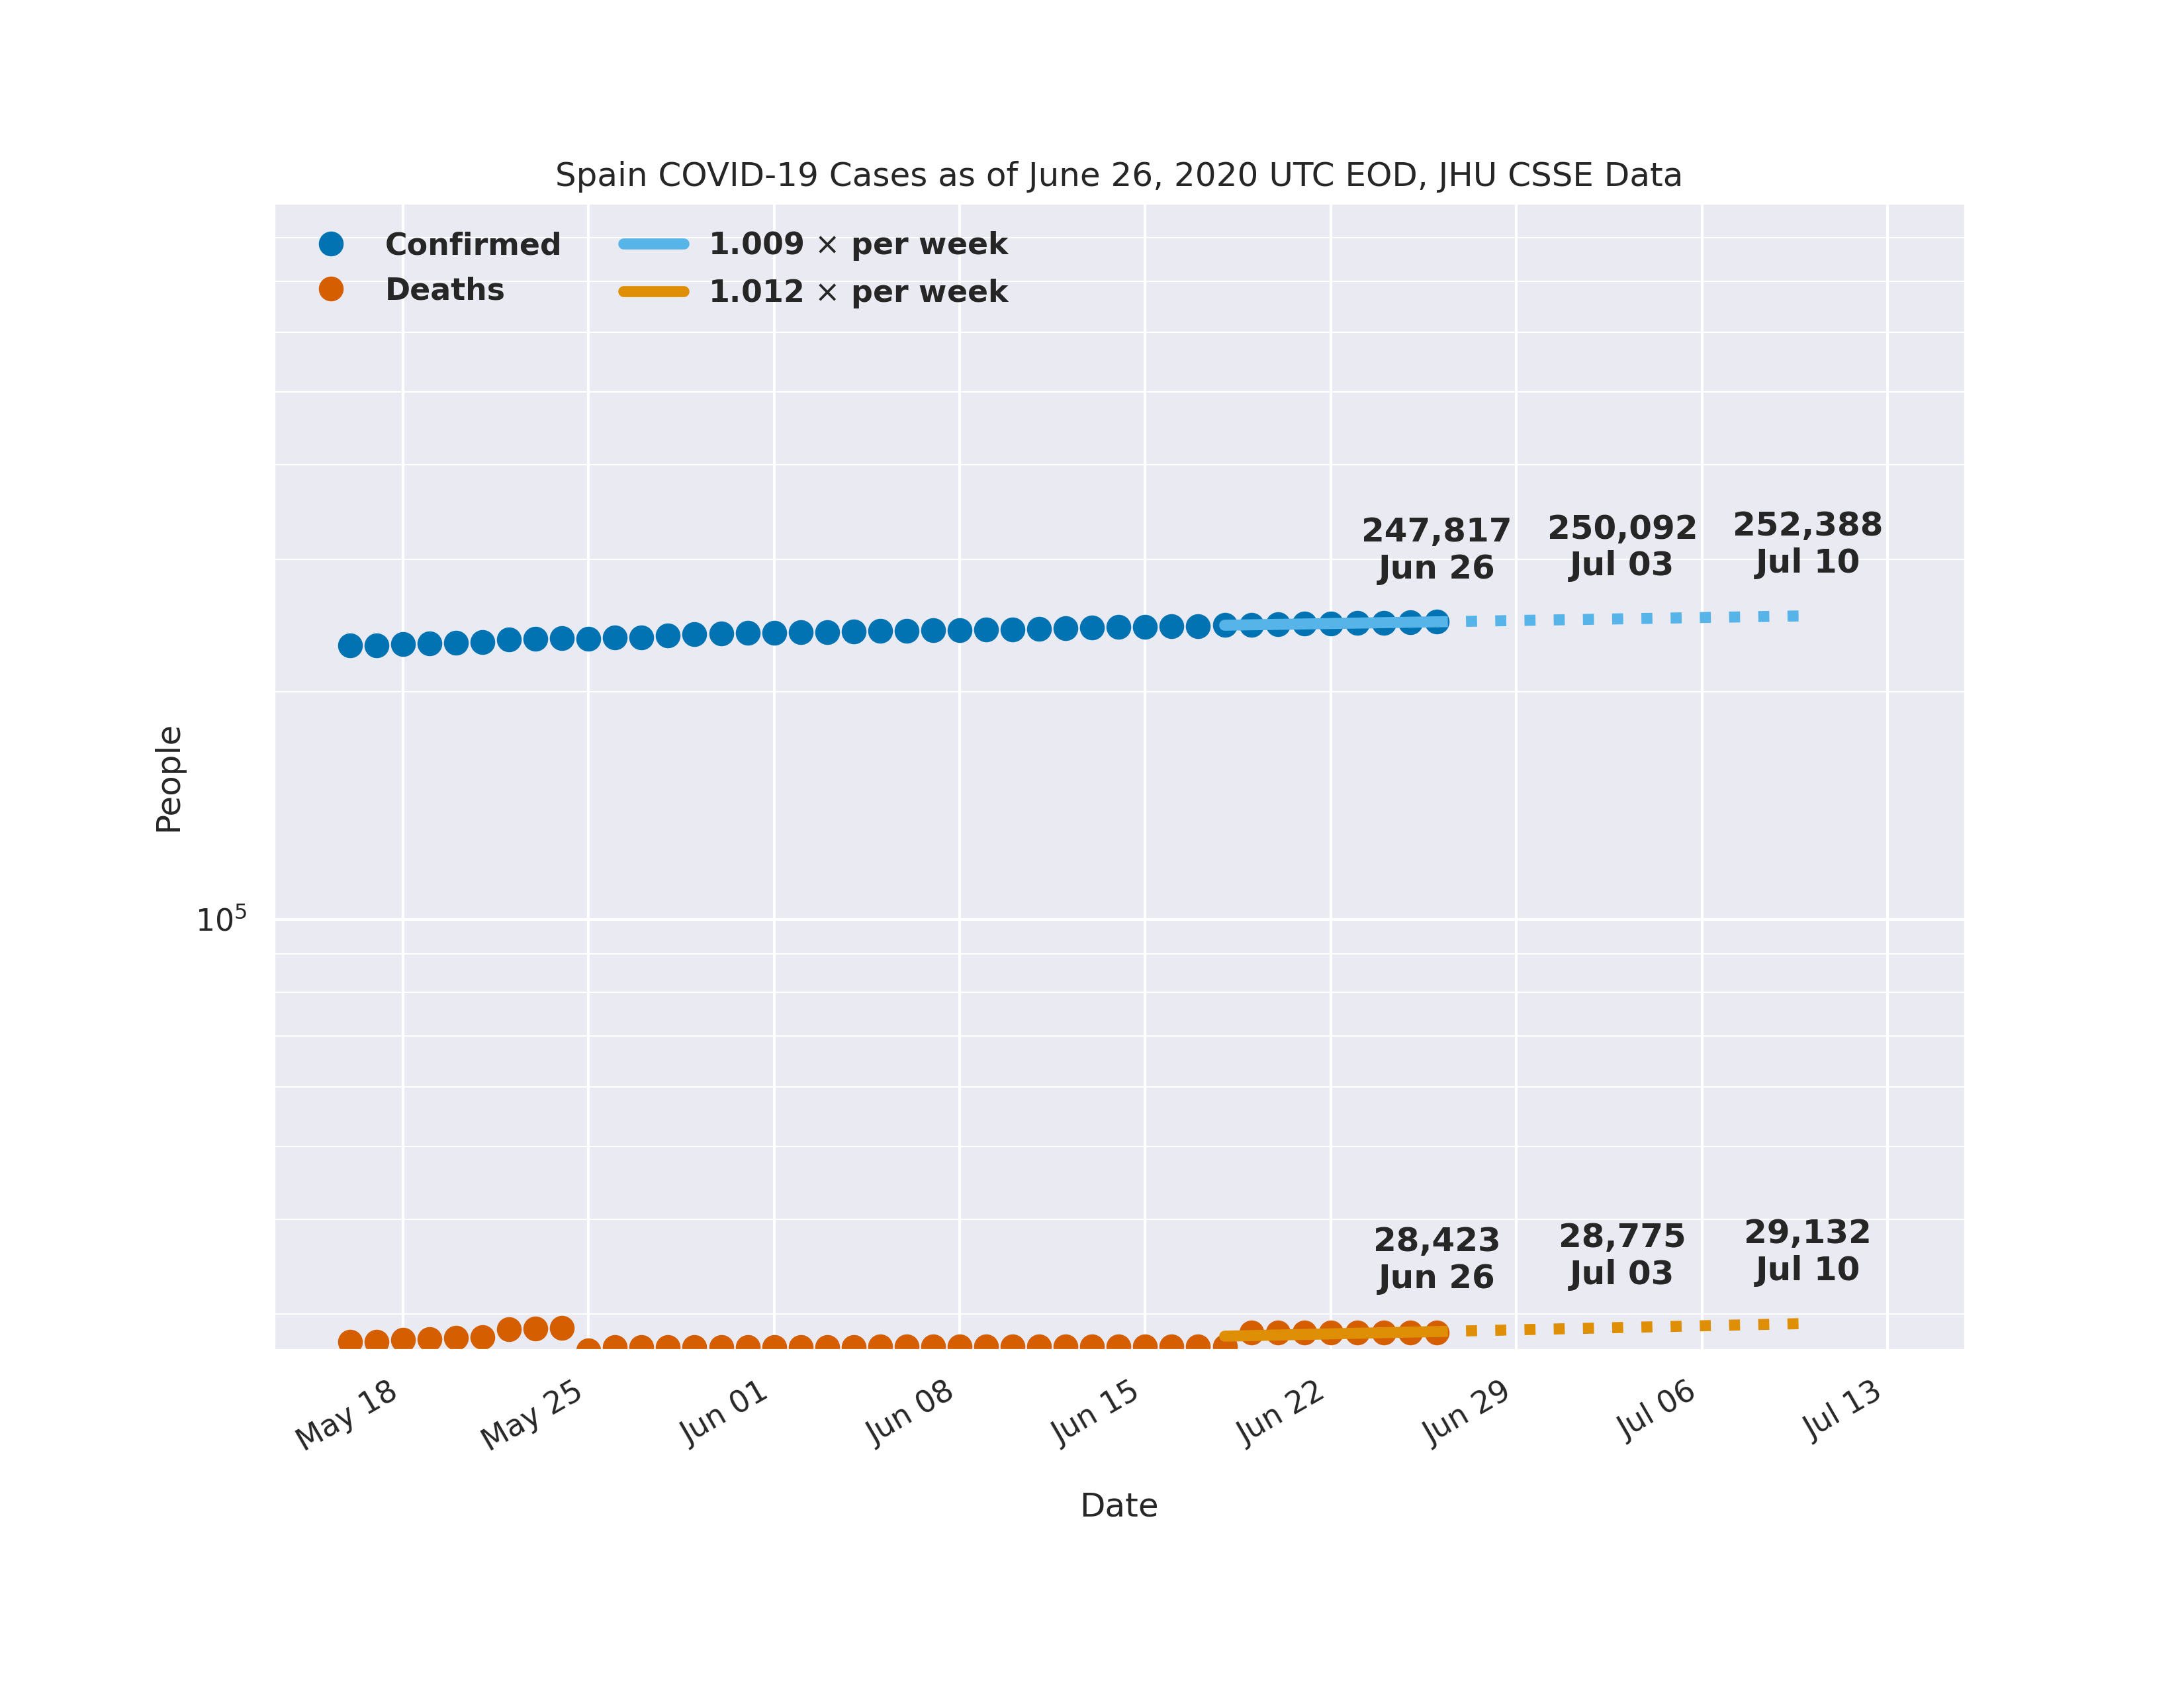 Spain COVID-19 Cases as of June 26, 2020 UTC EOD, JHU CSSE Data
Confirmed
Deaths
1.009 × per week
1.012 × per week
247,817
Jun 26
250,092
Jul 03
252,388
Jul 10
People
10⁵
28,423
Jun 26
28,775
Jul 03
29,132
Jul 10
May 18
May 25
Jun 01
Jun 08
Jun 15
Jun 22
Jun 29
Jul 06
Jul 13
Date